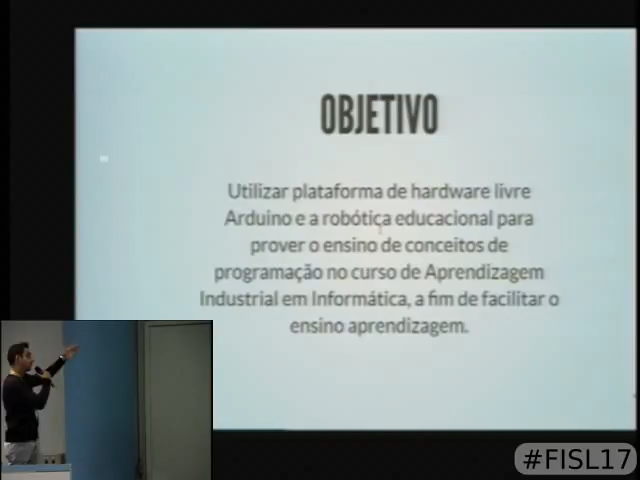 OBJETIVO
Utilizar plataforma de hardware livre
Arduino e a robótica educacional para
prover o ensino de conceitos de
programação no curso de Aprendizagem
Industrial em Informática, a fim de facilitar o
ensino aprendizagem.
#FISL17